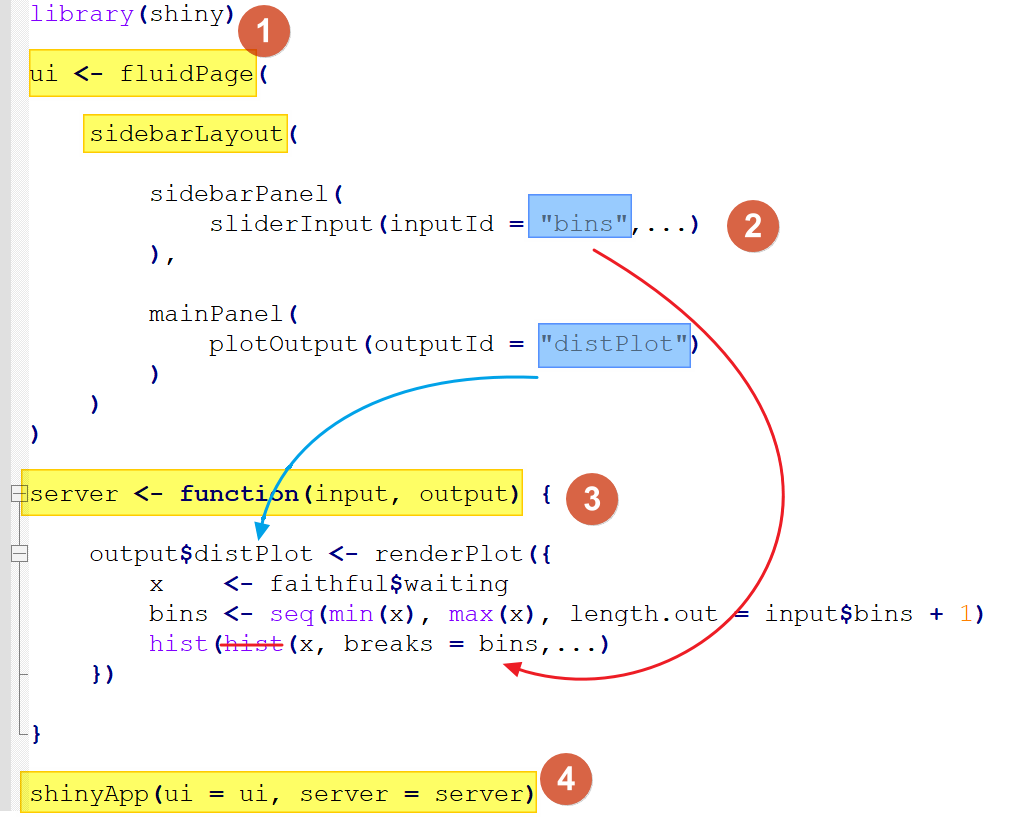 library(shiny)
1
ui <- fluidPage(
sidebarLayout(
sidebarPanel(
sliderInput(inputId = "bins",...)
2
),
mainPanel(
plotOutput(outputId = "distPlot")
)
)
)
server <- function(input, output) {
3
output$distPlot <- renderPlot({
x <- faithful$waiting
bins <- seq(min(x), max(x), length.out = input$bins + 1)
hist(hist(x, breaks = bins,...)
})
}
shinyApp(ui = ui, server = server)
4